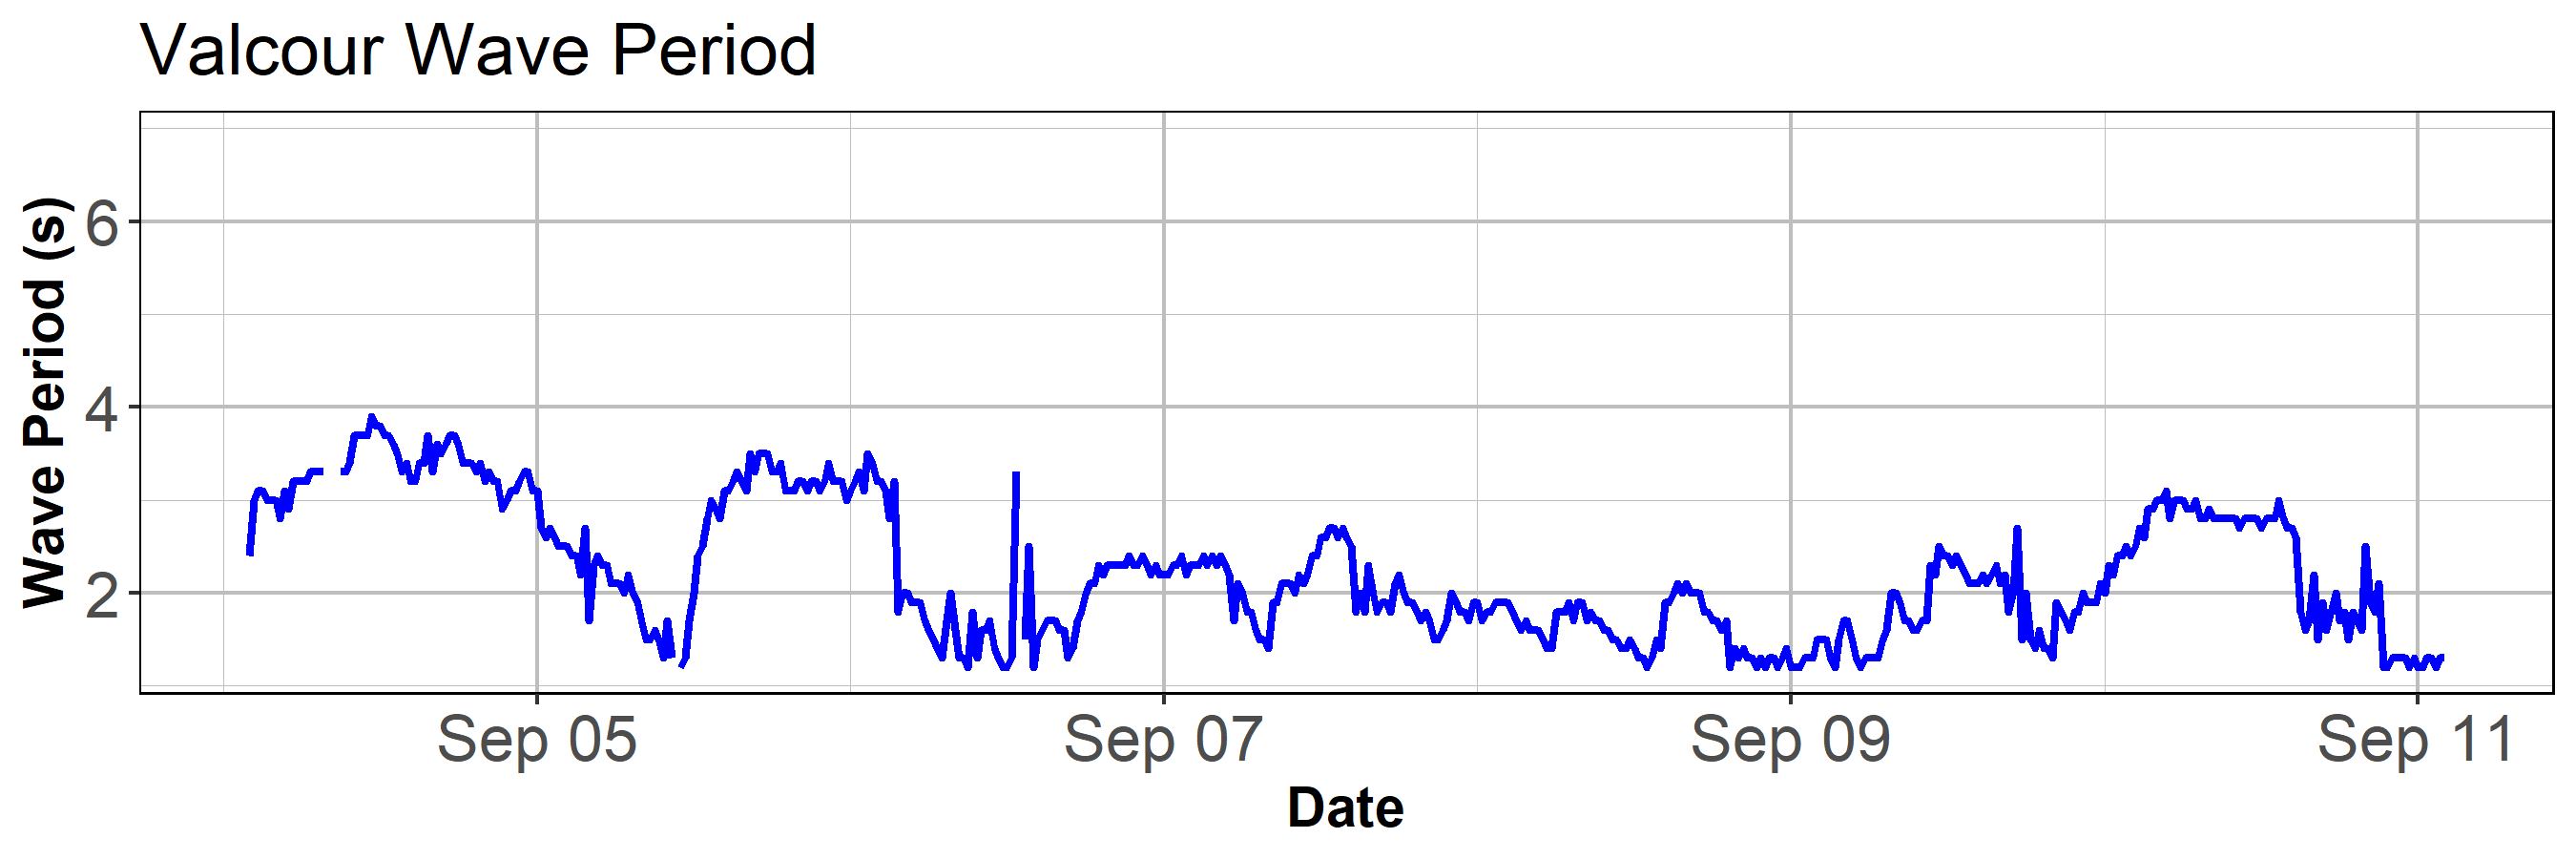 Valcour Wave Period
Wave Period (s)
6
4
2
Sep 05 Sep 07 Sep 09 Sep 11
Date